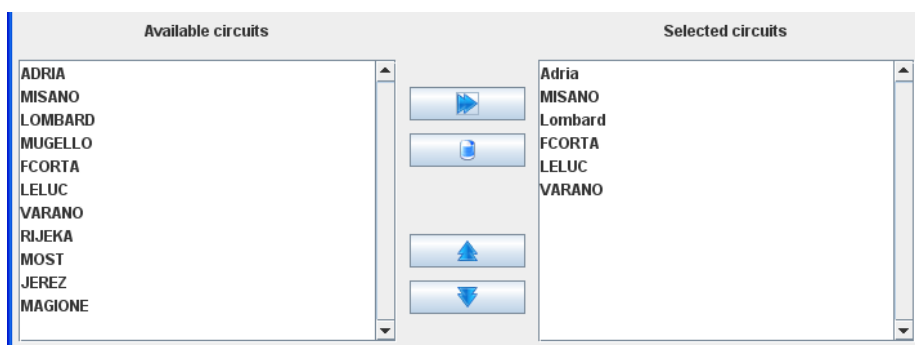 Available circuits
ADRIA
MISANO
LOMBARD
MUGELLO
FCORTA
LELUC
VARANO
RIJEKA
MOST
JEREZ
MAGIONE
Selected circuits
Adria
MISANO
Lombard
FCORTA
LELUC
VARANO